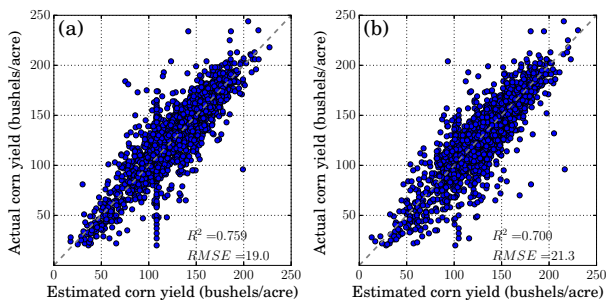 (a)
250
200
150
100
50
0 50 100 150 200 250
Actual corn yield (bushels/acre)
Estimated corn yield (bushels/acre)
R² =0.759
RMSE =19.0
(b)
250
200
150
100
50
0 50 100 150 200 250
Actual corn yield (bushels/acre)
Estimated corn yield (bushels/acre)
R² =0.700
RMSE =21.3